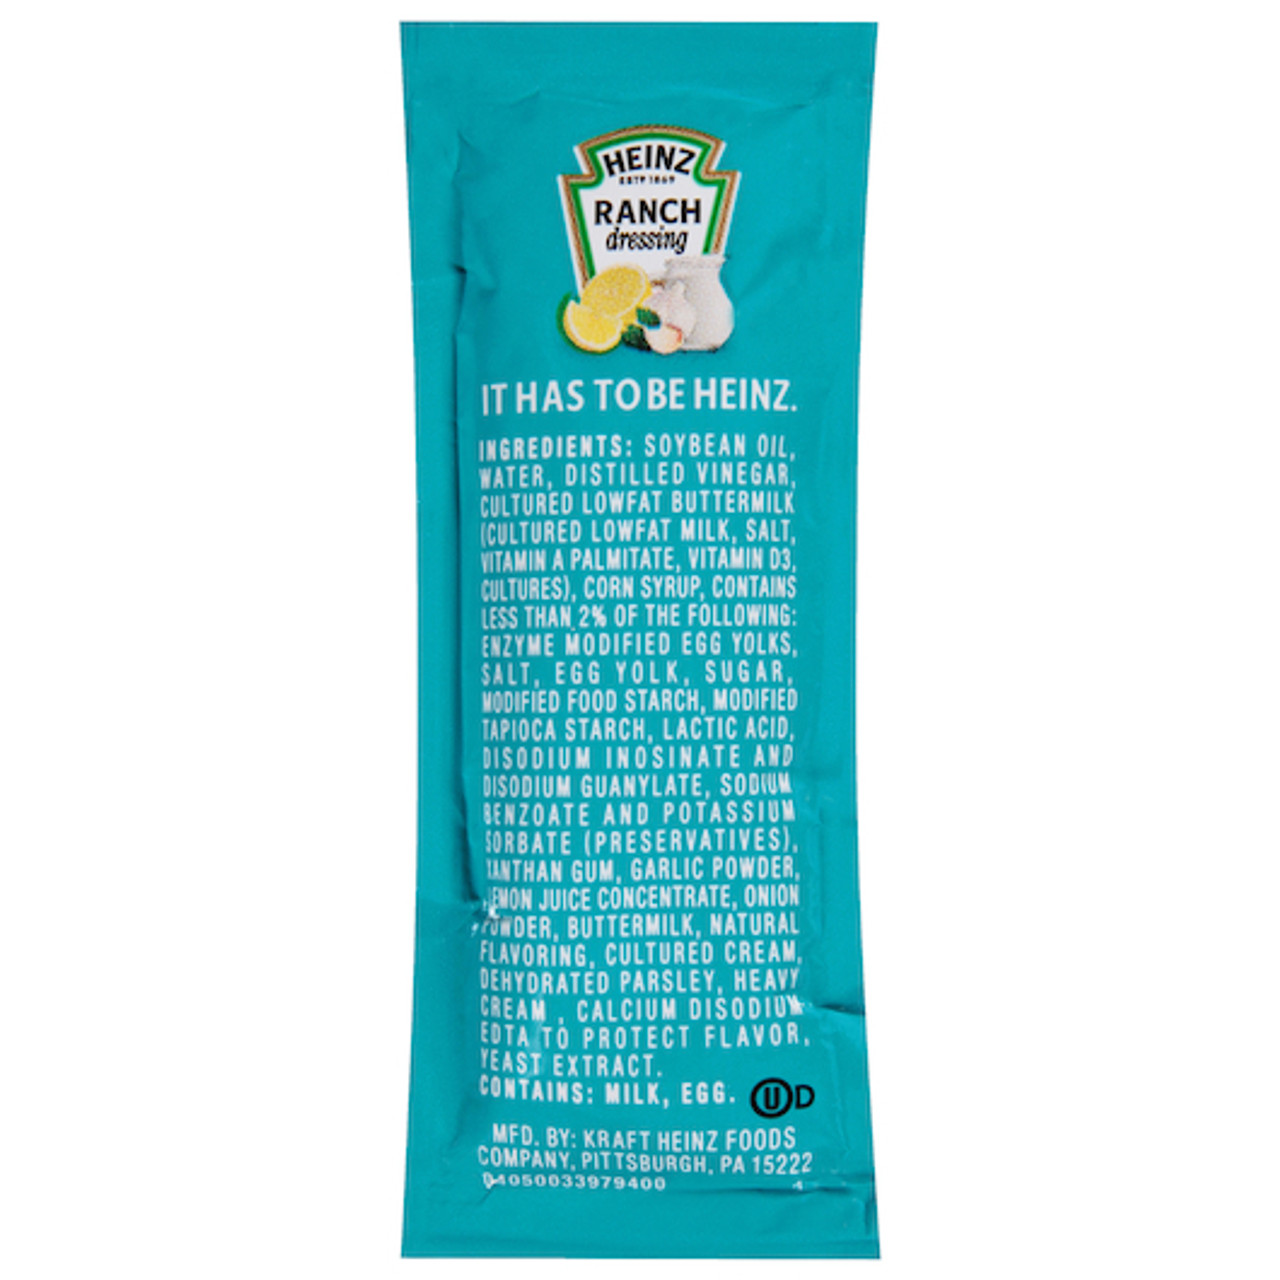 HEINZ
ESTD 1869
RANCH
dressing
IT HAS TO BE HEINZ.
INGREDIENTS: SOYBEAN OIL,
WATER, DISTILLED VINEGAR,
CULTURED LOWFAT BUTTERMILK
(CULTURED LOWFAT MILK, SALT,
VITAMIN A PALMITATE, VITAMIN D3,
CULTURES), CORN SYRUP, CONTAINS
LESS THAN 2% OF THE FOLLOWING:
ENZYME MODIFIED EGG YOLKS,
SALT, EGG YOLK, SUGAR,
MODIFIED FOOD STARCH, MODIFIED
TAPIOCA STARCH, LACTIC ACID,
DISODIUM INOSINATE AND
DISODIUM GUANYLATE, SODIUM
BENZOATE AND POTASSIUM
SORBATE (PRESERVATIVES),
XANTHAN GUM, GARLIC POWDER,
LEMON JUICE CONCENTRATE, ONION
POWDER, BUTTERMILK, NATURAL
FLAVORING, CULTURED CREAM,
DEHYDRATED PARSLEY, HEAVY
CREAM , CALCIUM DISODIUM
EDTA TO PROTECT FLAVOR,
YEAST EXTRACT.
CONTAINS: MILK, EGG. U D
MFD. BY: KRAFT HEINZ FOODS
COMPANY, PITTSBURGH, PA 15222
04050033979400 1